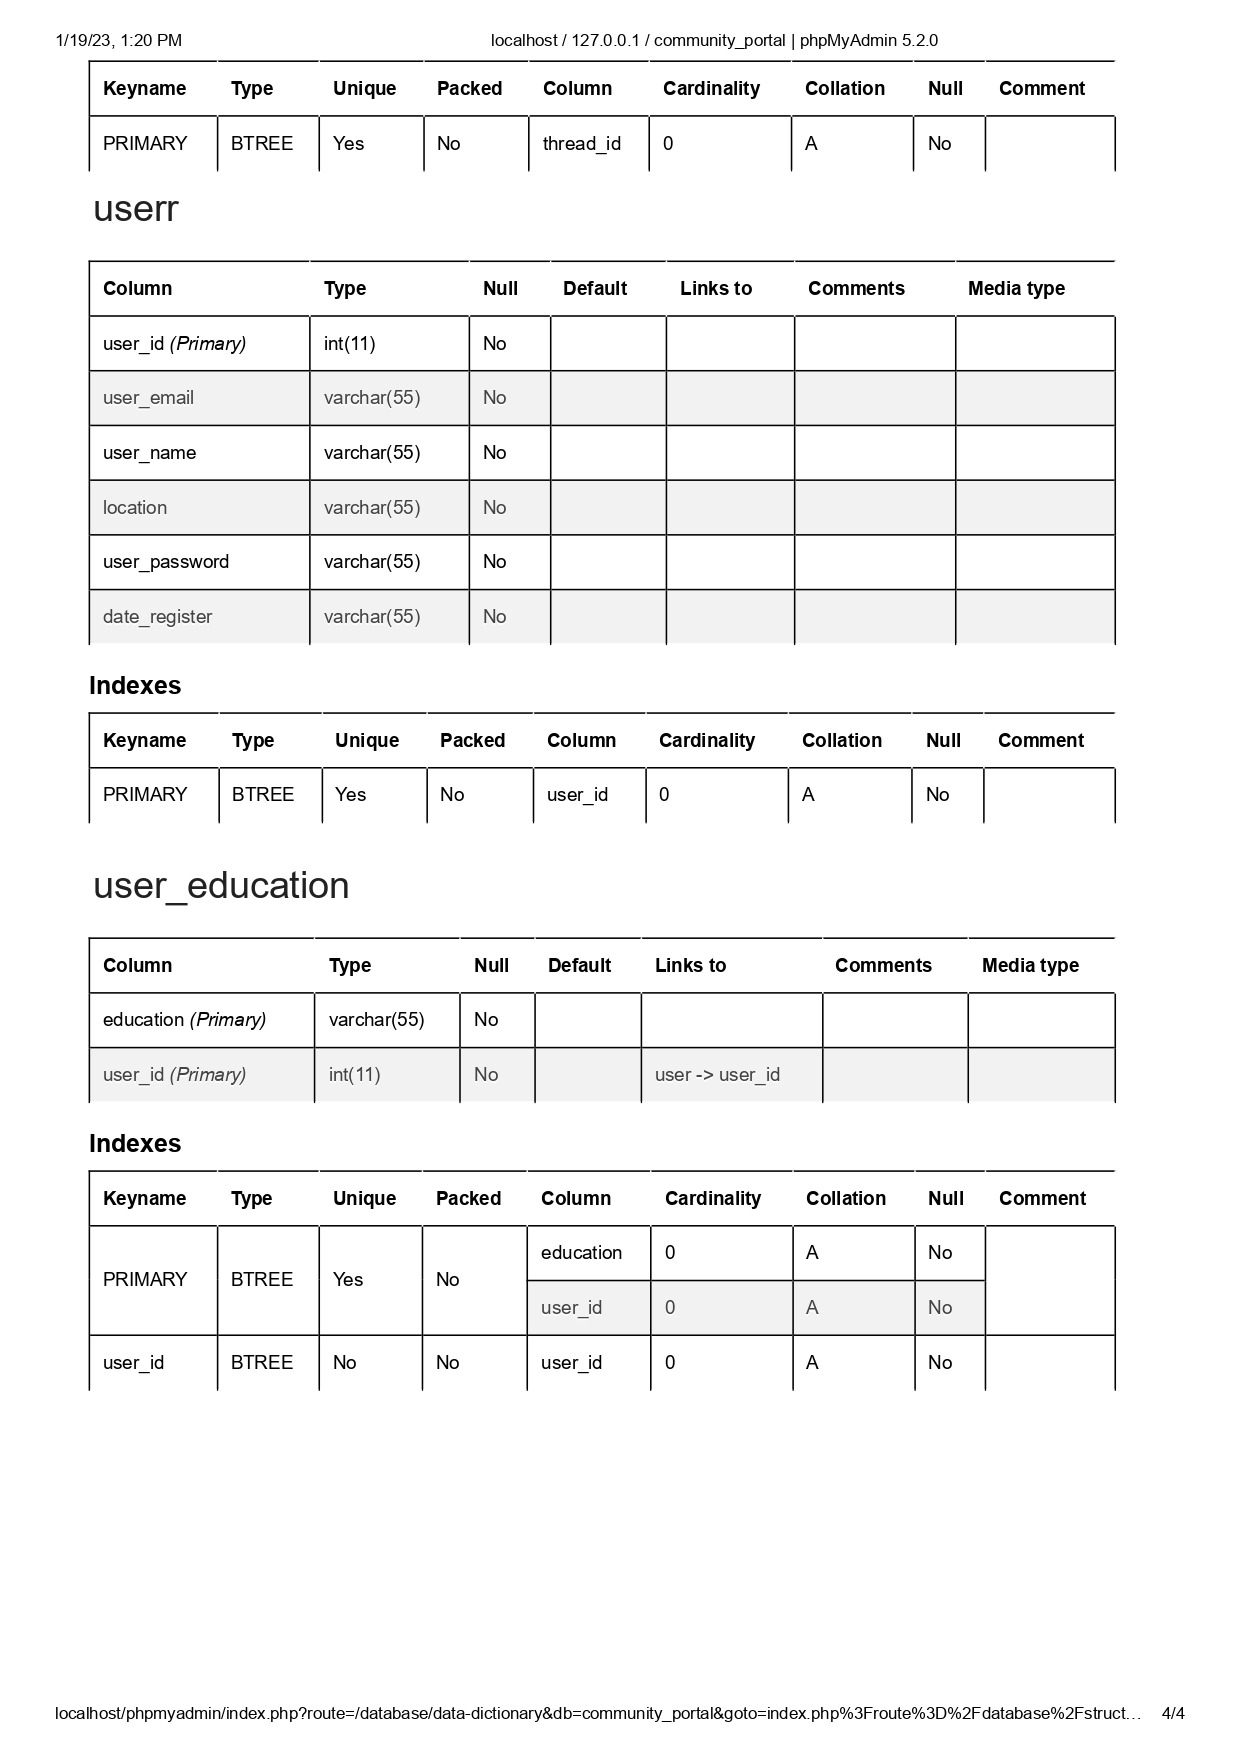 1/19/23, 1:20 PM localhost / 127.0.0.1 / community_portal | phpMyAdmin 5.2.0
Keyname Type Unique Packed Column Cardinality Collation Null Comment
PRIMARY BTREE Yes No thread_id 0 A No
userr
Column Type Null Default Links to Comments Media type
user_id (Primary) int(11) No
user_email varchar(55) No
user_name varchar(55) No
location varchar(55) No
user_password varchar(55) No
date_register varchar(55) No
Indexes
Keyname Type Unique Packed Column Cardinality Collation Null Comment
PRIMARY BTREE Yes No user_id 0 A No
user_education
Column Type Null Default Links to Comments Media type
education (Primary) varchar(55) No
user_id (Primary) int(11) No user -> user_id
Indexes
Keyname Type Unique Packed Column Cardinality Collation Null Comment
PRIMARY BTREE Yes No education 0 A No
user_id 0 A No
user_id BTREE No No user_id 0 A No
localhost/phpmyadmin/index.php?route=/database/data-dictionary&db=community_portal&goto=index.php%3Froute%3D%2Fdatabase%2Fstruct… 4/4